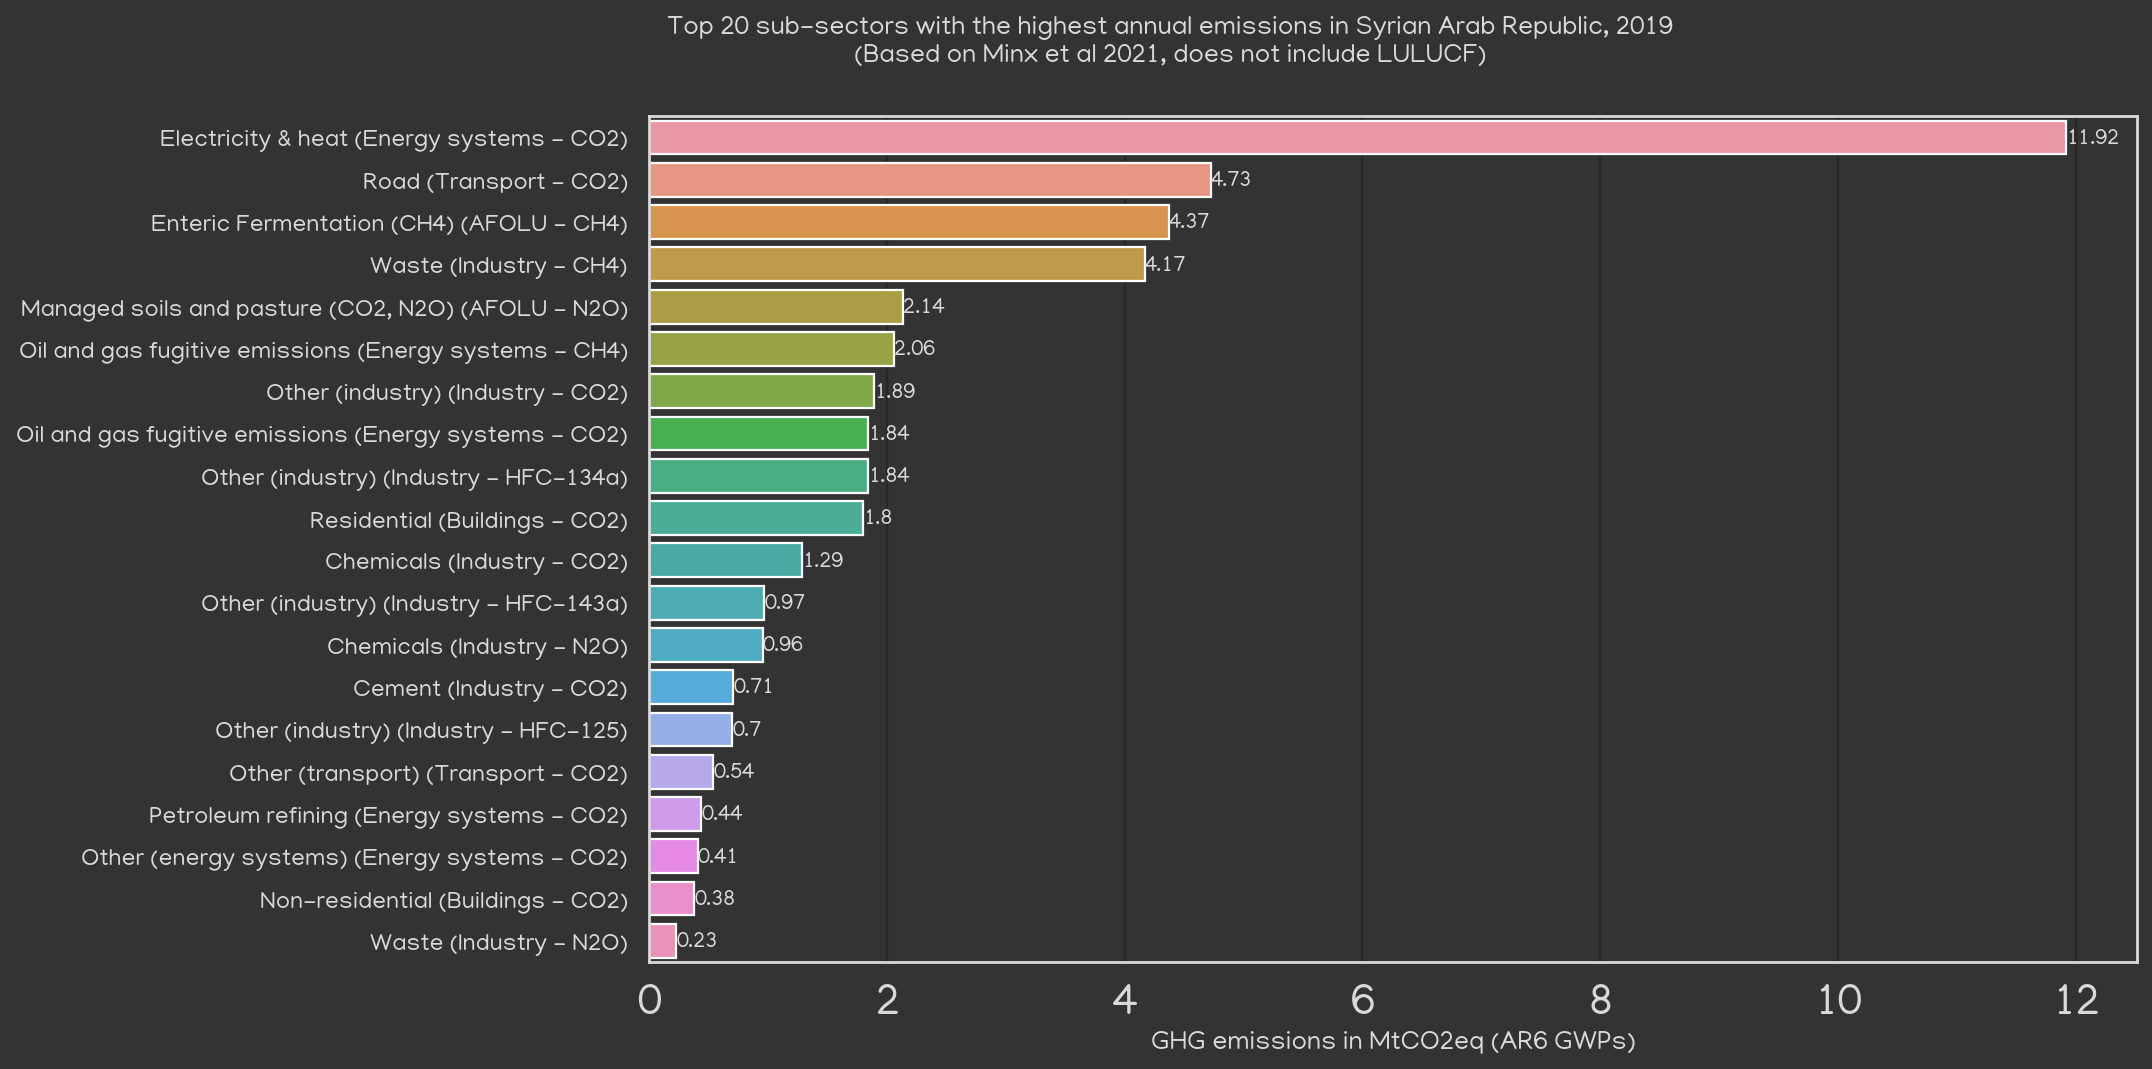 Top 20 sub-sectors with the highest annual emissions in Syrian Arab Republic, 2019
(Based on Minx et al 2021, does not include LULUCF)
Electricity & heat (Energy systems - CO2) 11.92
Road (Transport - CO2) 4.73
Enteric Fermentation (CH4) (AFOLU - CH4) 4.37
Waste (Industry - CH4) 4.17
Managed soils and pasture (CO2, N2O) (AFOLU - N2O) 2.14
Oil and gas fugitive emissions (Energy systems - CH4) 2.06
Other (industry) (Industry - CO2) 1.89
Oil and gas fugitive emissions (Energy systems - CO2) 1.84
Other (industry) (Industry - HFC-134a) 1.84
Residential (Buildings - CO2) 1.8
Chemicals (Industry - CO2) 1.29
Other (industry) (Industry - HFC-143a) 0.97
Chemicals (Industry - N2O) 0.96
Cement (Industry - CO2) 0.71
Other (industry) (Industry - HFC-125) 0.7
Other (transport) (Transport - CO2) 0.54
Petroleum refining (Energy systems - CO2) 0.44
Other (energy systems) (Energy systems - CO2) 0.41
Non-residential (Buildings - CO2) 0.38
Waste (Industry - N2O) 0.23
0 2 4 6 8 10 12
GHG emissions in MtCO2eq (AR6 GWPs)